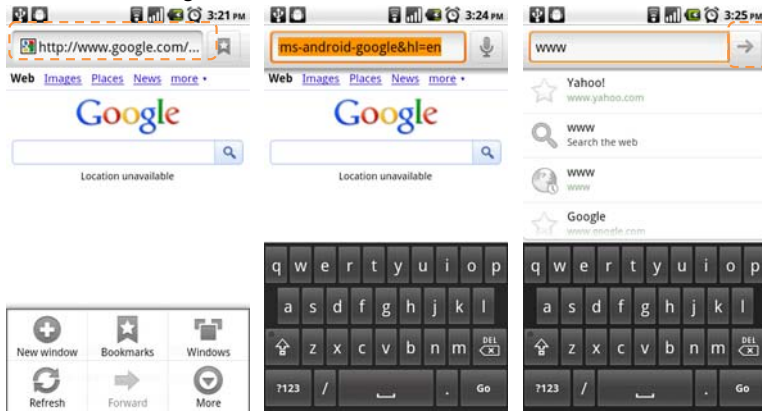 3:21 PM
http://www.google.com/...
Web Images Places News more
Google
Location unavailable
New window Bookmarks Windows
Refresh Forward More
3:24 PM
ms-android-google&hl=en
Web Images Places News more
Google
Location unavailable
q w e r t y u i o p
a s d f g h j k l
z x c v b n m DEL
?123 / . Go
3:25 PM
www
Yahoo!
www.yahoo.com
www
Search the web
www
www
Google
www.google.com
q w e r t y u i o p
a s d f g h j k l
z x c v b n m DEL
?123 / . Go